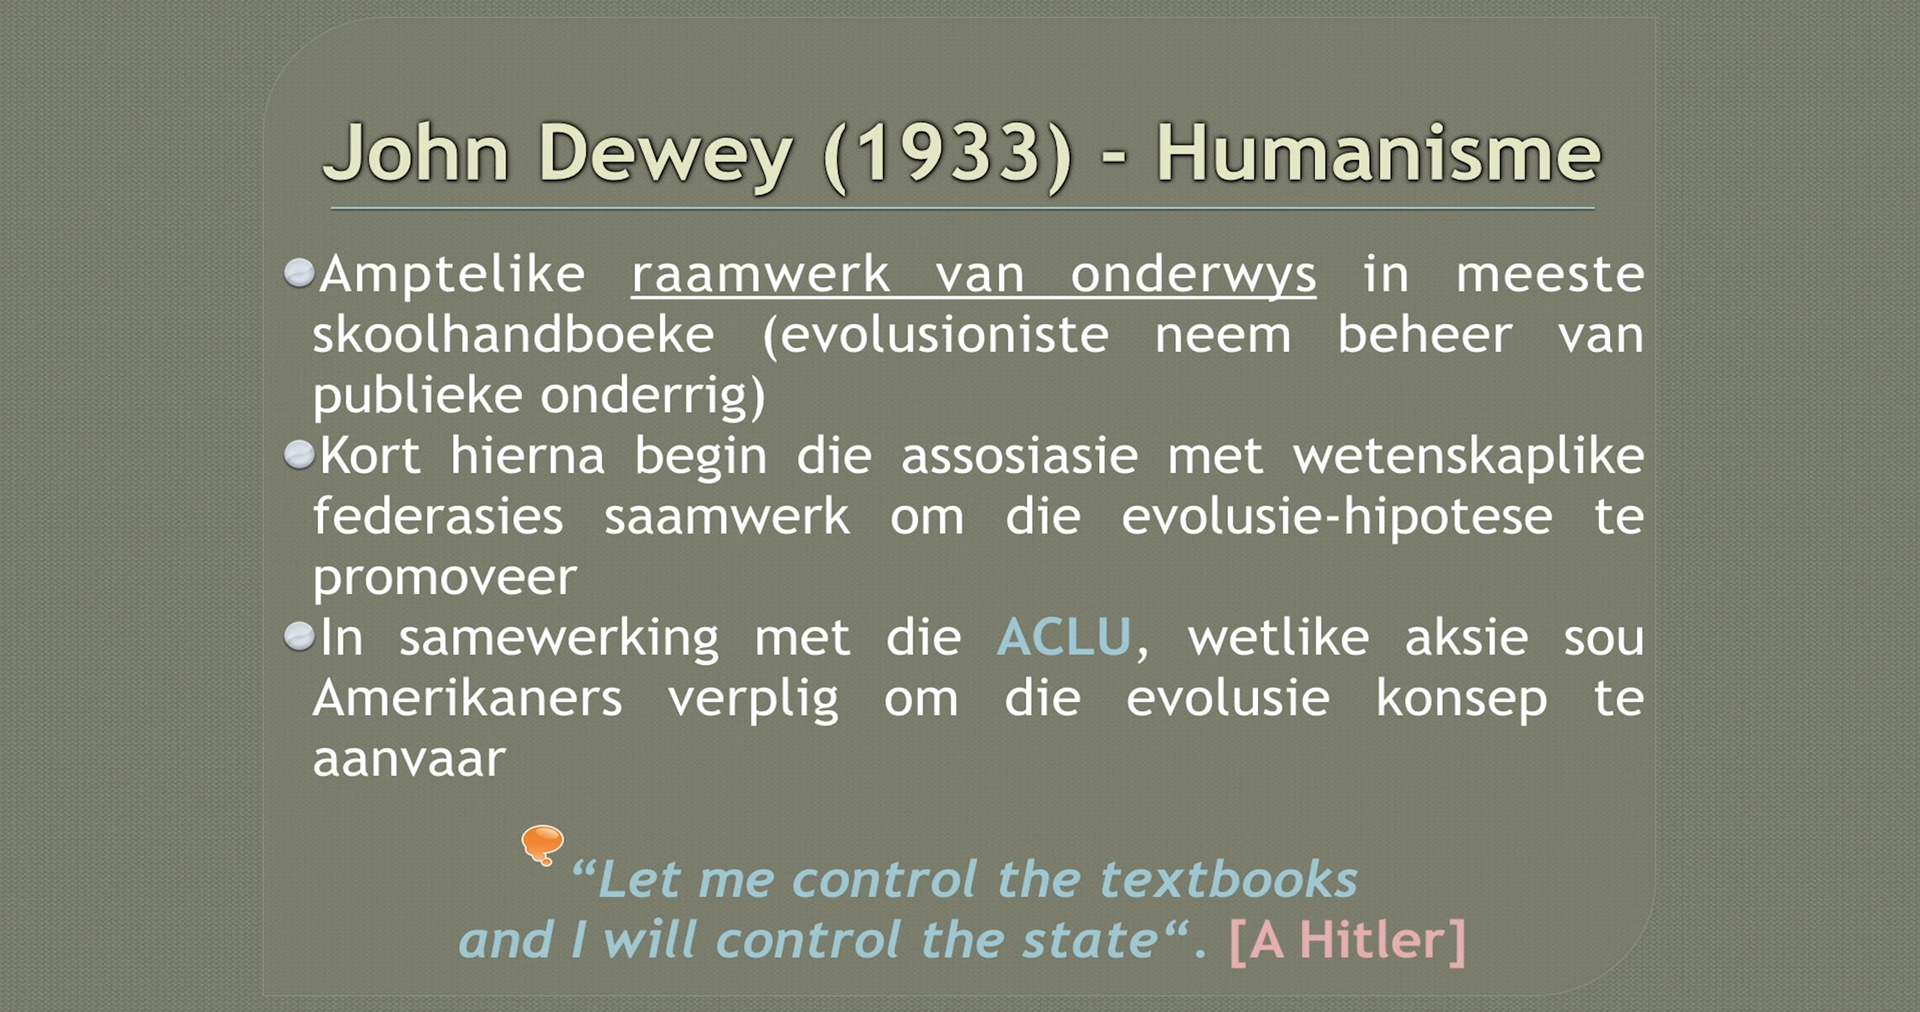 John Dewey (1933) - Humanisme
Amptelike raamwerk van onderwys in meeste
skoolhandboeke (evolusioniste neem beheer van
publieke onderrig)
Kort hierna begin die assosiasie met wetenskaplike
federasies saamwerk om die evolusie-hipotese te
promoveer
In samewerking met die ACLU, wetlike aksie sou
Amerikaners verplig om die evolusie konsep te
aanvaar
“Let me control the textbooks
and I will control the state“. [A Hitler]